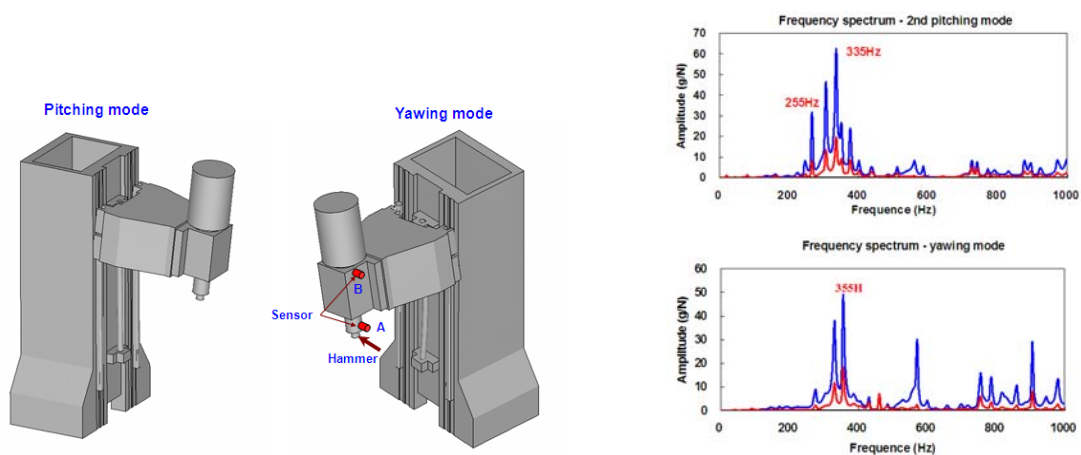 Pitching mode
Yawing mode
B
Sensor
A
Hammer
Frequency spectrum - 2nd pitching mode
70
60
50
40
30
20
10
0
Amplitude (g/N)
335Hz
255Hz
0 200 400 600 800 1000
Frequence (Hz)
Frequency spectrum - yawing mode
60
50
40
30
20
10
0
Amplitude (g/N)
355H
0 200 400 600 800 1000
Frequency (Hz)